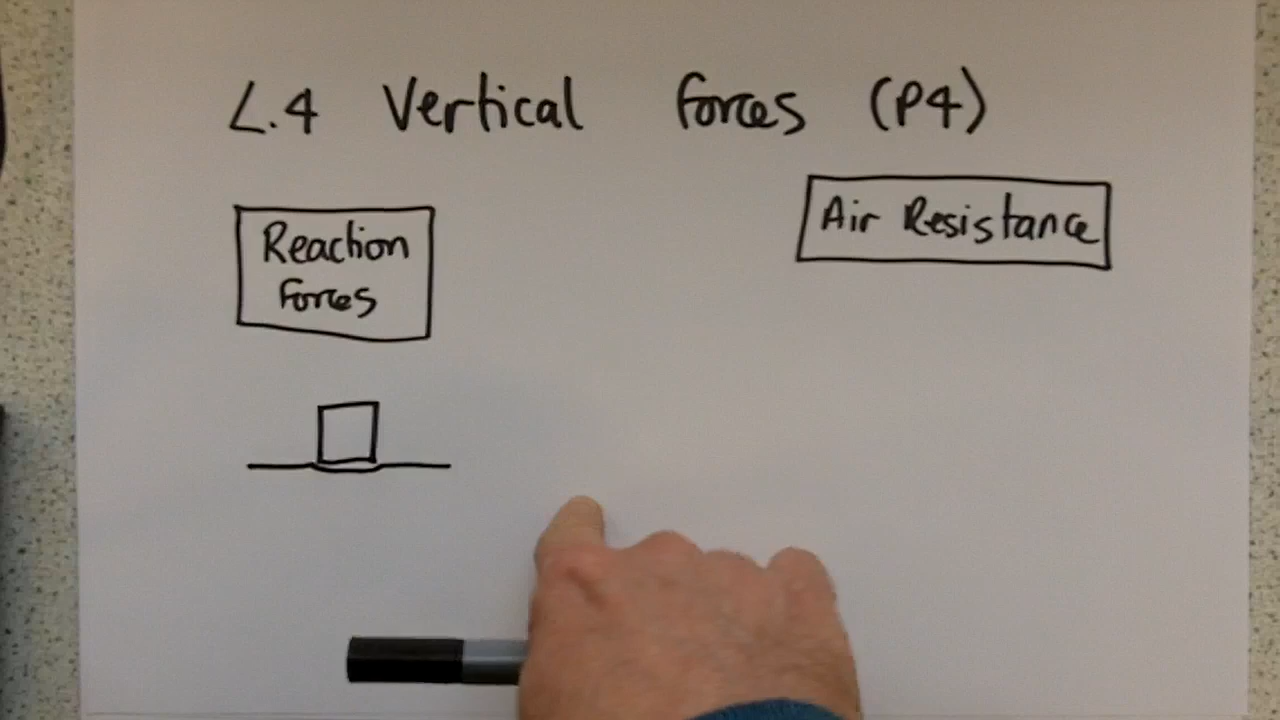 L.4 Vertical Forces (P4)
Reaction
Forces
Air Resistance